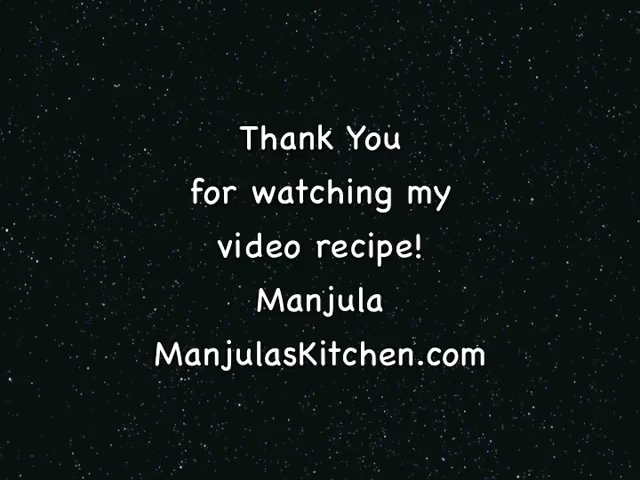 Thank You
for watching my
video recipe!
Manjula
ManjulasKitchen.com